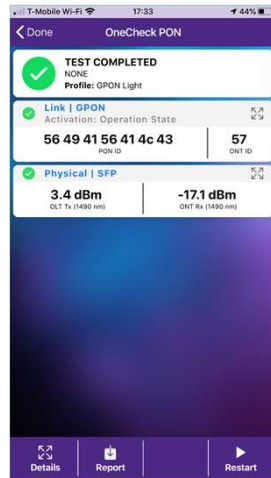 T-Mobile Wi-Fi 17:33 44%
Done OneCheck PON
TEST COMPLETED
NONE
Profile: GPON Light
Link | GPON
Activation: Operation State
56 49 41 56 41 4c 43 57
PON ID ONT ID
Physical | SFP
3.4 dBm -17.1 dBm
OLT Tx (1490 nm) ONT Rx (1490 nm)
Details Report Restart